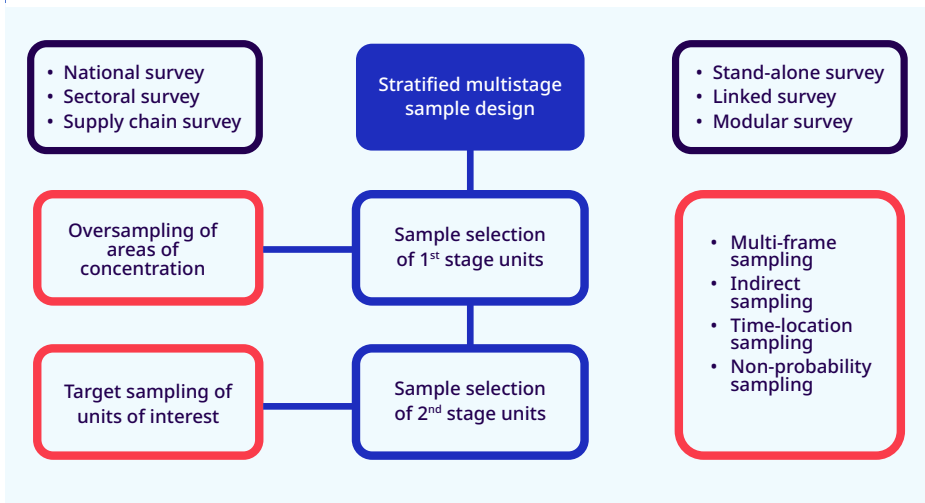 • National survey
• Sectoral survey
• Supply chain survey
Stratified multistage
sample design
• Stand-alone survey
• Linked survey
• Modular survey
Oversampling of
areas of
concentration
Sample selection
of 1st stage units
• Multi-frame
sampling
• Indirect
sampling
• Time-location
sampling
• Non-probability
sampling
Target sampling of
units of interest
Sample selection
of 2nd stage units